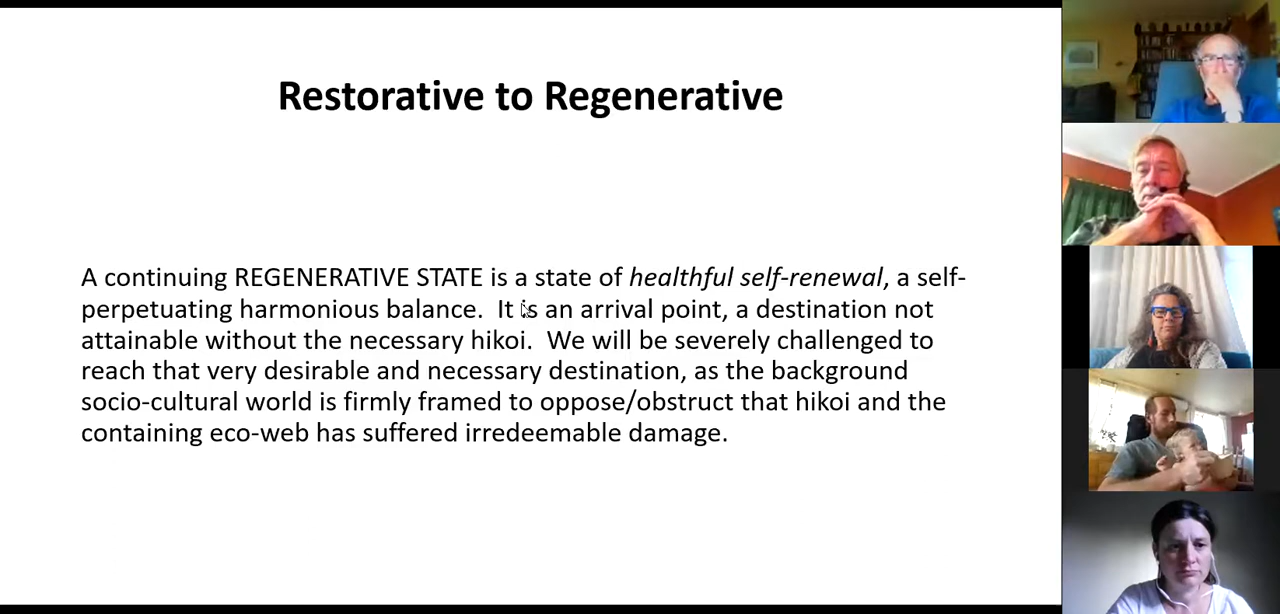 Restorative to Regenerative
A continuing REGENERATIVE STATE is a state of healthful self-renewal, a self-
perpetuating harmonious balance.  It is an arrival point, a destination not
attainable without the necessary hikoi.  We will be severely challenged to
reach that very desirable and necessary destination, as the background
socio-cultural world is firmly framed to oppose/obstruct that hikoi and the
containing eco-web has suffered irredeemable damage.